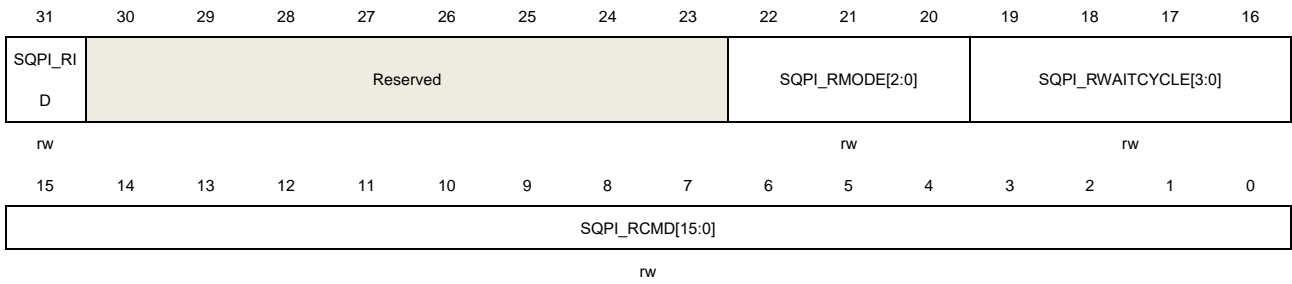 31 30 29 28 27 26 25 24 23 22 21 20 19 18 17 16
SQPI_RI
D
Reserved
SQPI_RMODE[2:0]
SQPI_RWAITCYCLE[3:0]
rw rw rw
15 14 13 12 11 10 9 8 7 6 5 4 3 2 1 0
SQPI_RCMD[15:0]
rw